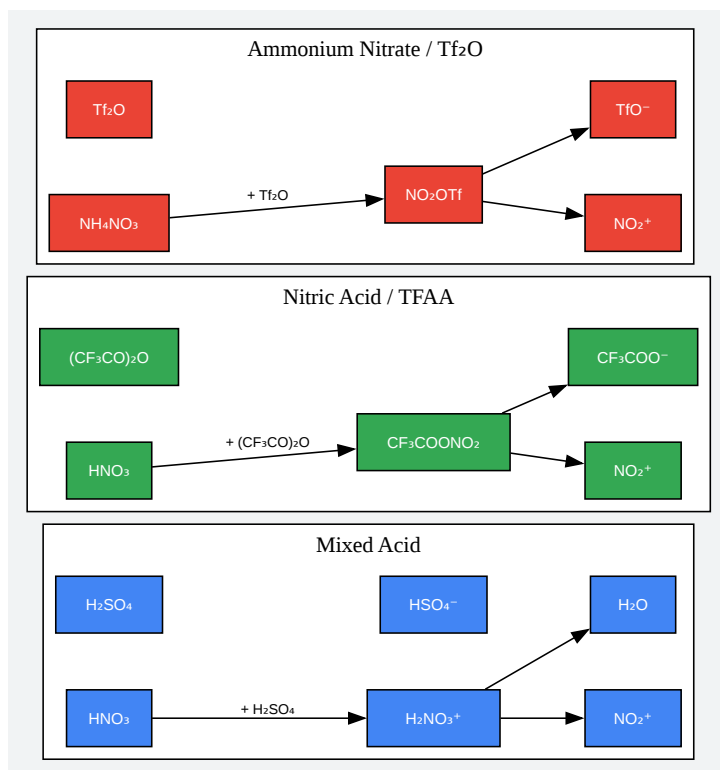 Ammonium Nitrate / Tf₂O
Tf₂O
TfO⁻
NH₄NO₃
+ Tf₂O
NO₂OTf
NO₂⁺
Nitric Acid / TFAA
(CF₃CO)₂O
CF₃COO⁻
HNO₃
+ (CF₃CO)₂O
CF₃COONO₂
NO₂⁺
Mixed Acid
H₂SO₄
HSO₄⁻
H₂O
HNO₃
+ H₂SO₄
H₂NO₃⁺
NO₂⁺